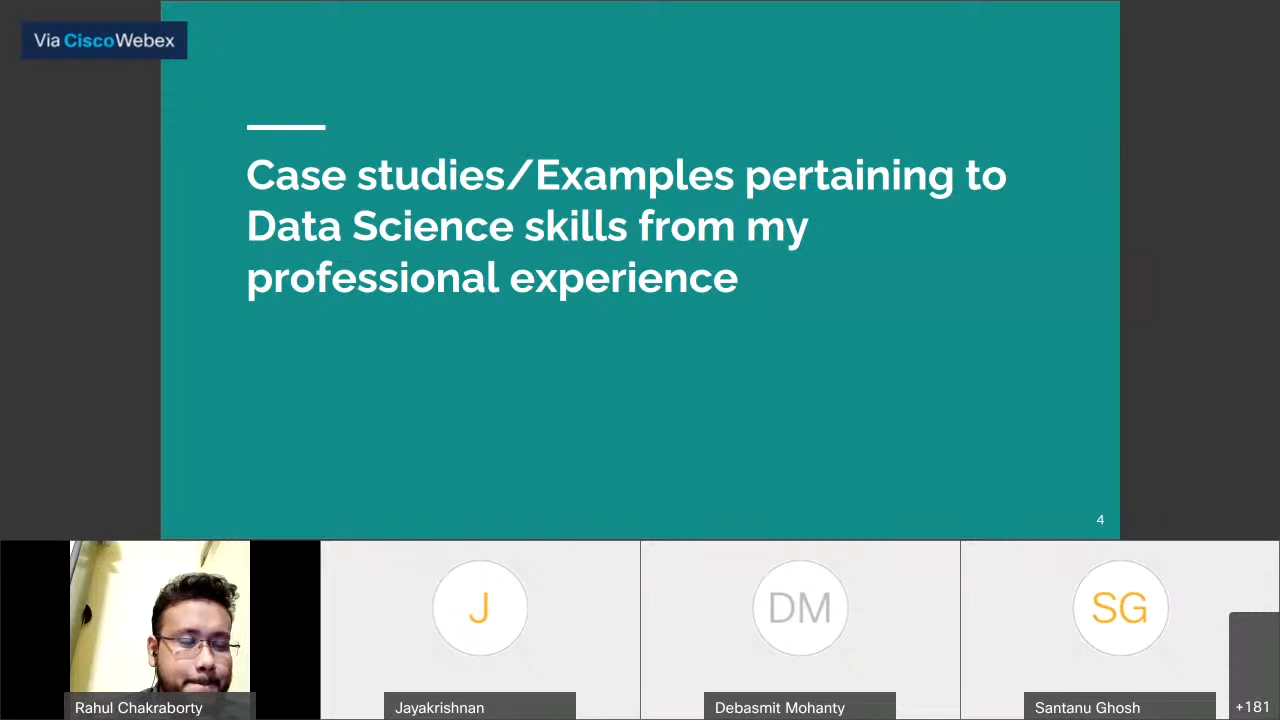 Via CiscoWebex
Case studies/Examples pertaining to
Data Science skills from my
professional experience
4
J
DM
SG
Rahul Chakraborty
Jayakrishnan
Debasmit Mohanty
Santanu Ghosh
+181